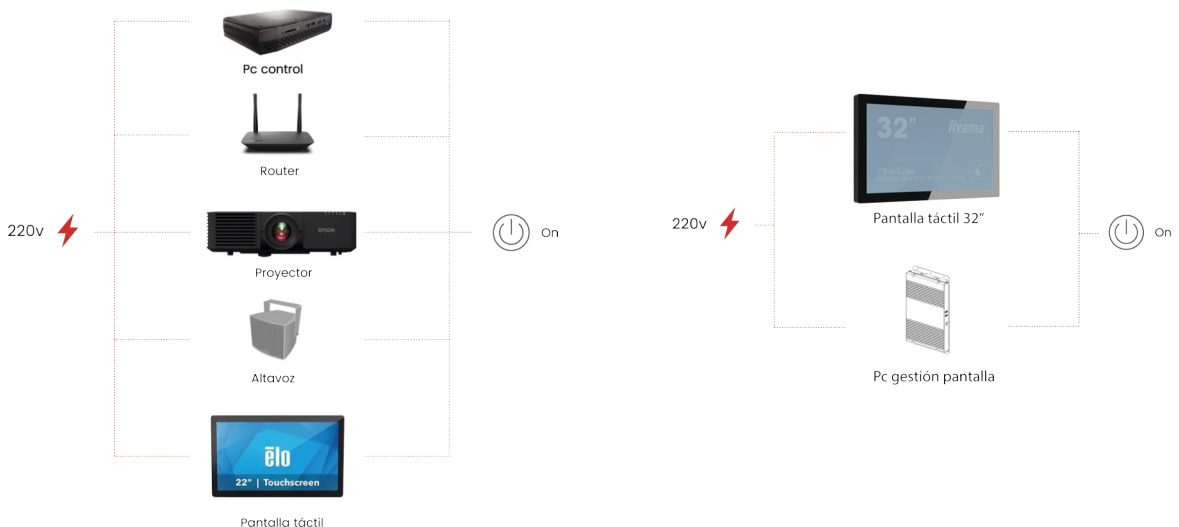 Pc control
Router
220v
EPSON
On
Proyector
Altavoz
ēlo
22" | Touchscreen
Pantalla táctil
32" iiyama
ProLite
220v
Pantalla táctil 32”
On
Pc gestión pantalla